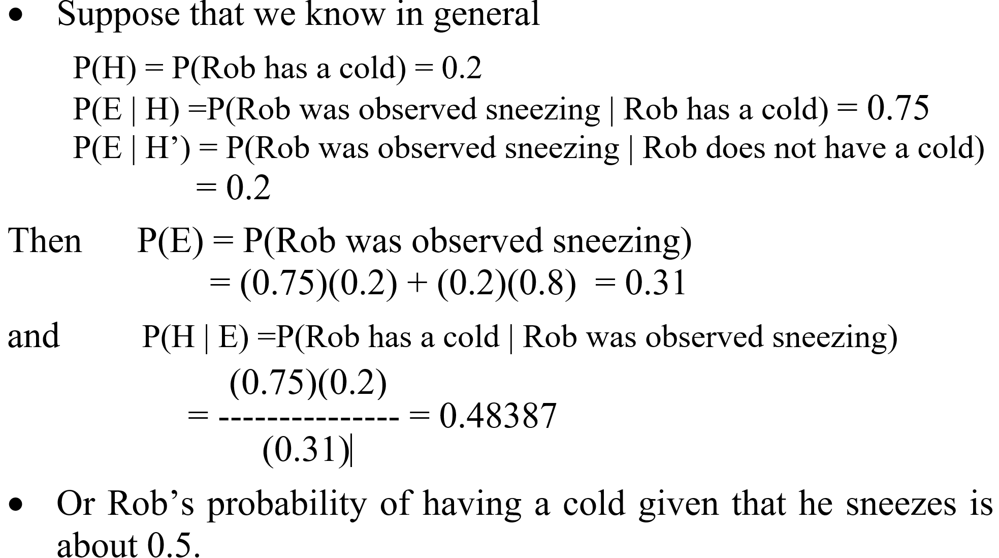 • Suppose that we know in general
P(H) = P(Rob has a cold) = 0.2
P(E | H) =P(Rob was observed sneezing | Rob has a cold) = 0.75
P(E | H’) = P(Rob was observed sneezing | Rob does not have a cold)
= 0.2
Then P(E) = P(Rob was observed sneezing)
= (0.75)(0.2) + (0.2)(0.8) = 0.31
and P(H | E) =P(Rob has a cold | Rob was observed sneezing)
(0.75)(0.2)
= --------------- = 0.48387
(0.31)
• Or Rob’s probability of having a cold given that he sneezes is
about 0.5.